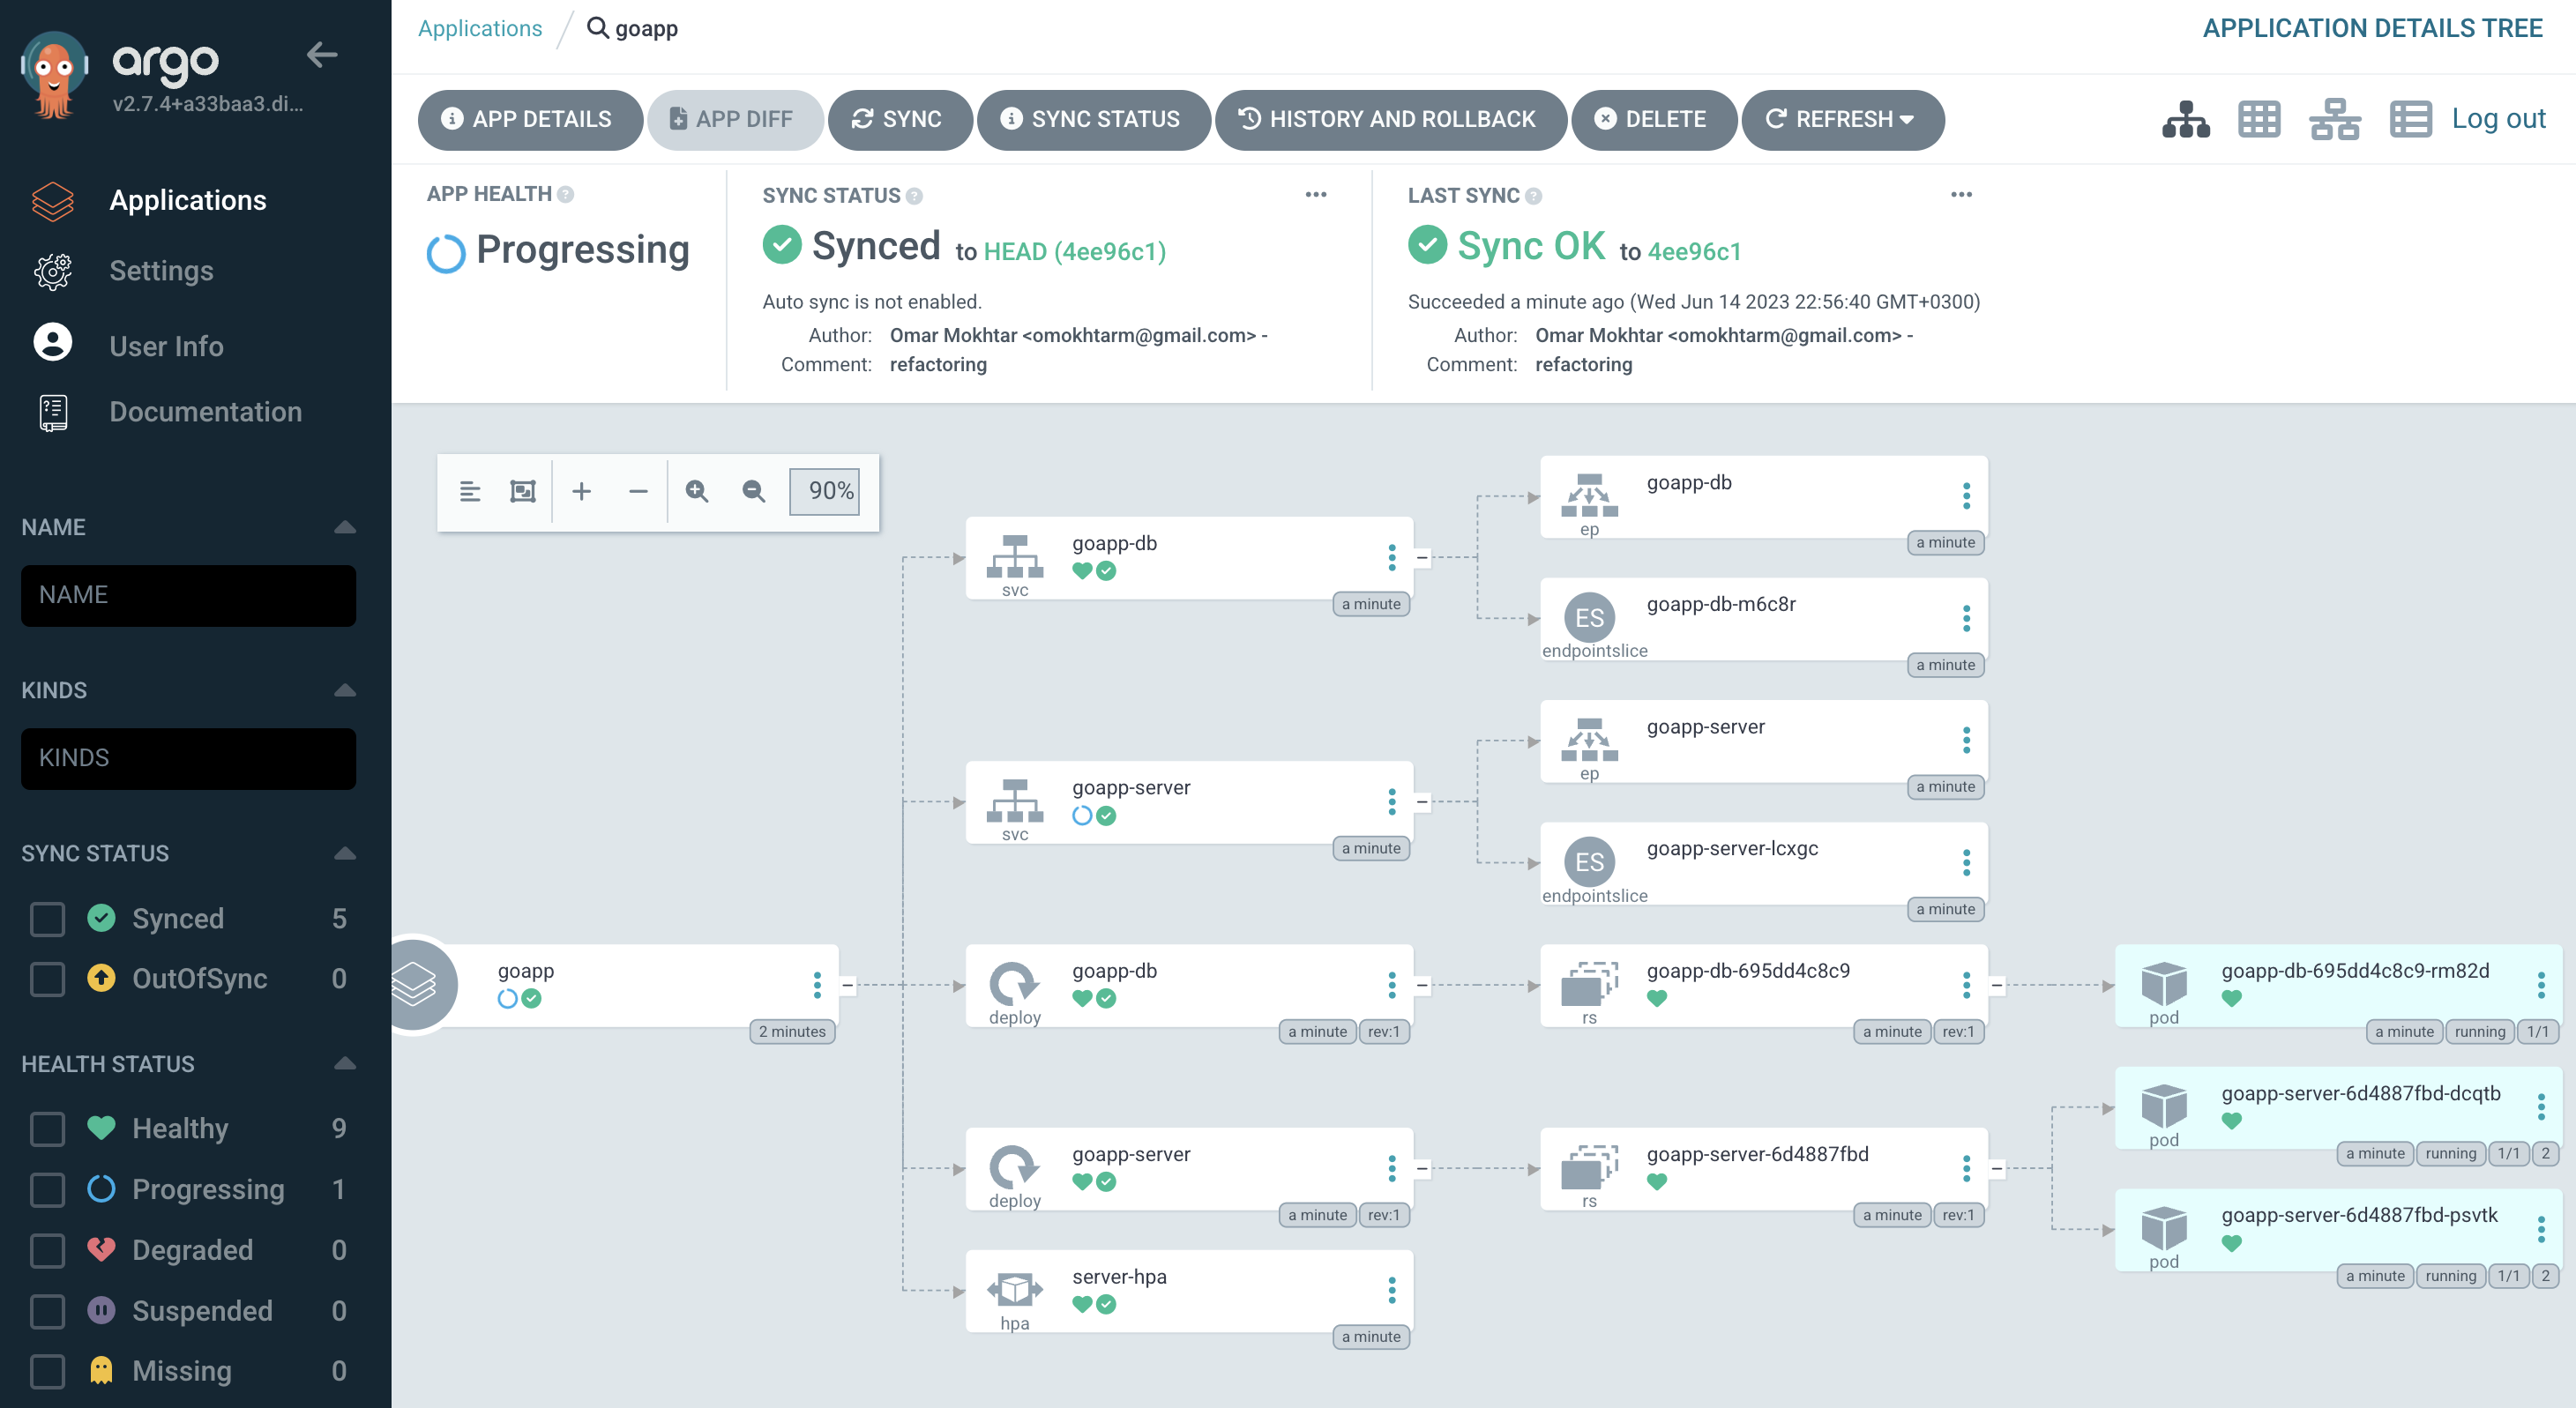 argo
v2.7.4+a33baa3.di...
Applications
Settings
User Info
Documentation
NAME
NAME
KINDS
KINDS
SYNC STATUS
Synced 5
OutOfSync 0
HEALTH STATUS
Healthy 9
Progressing 1
Degraded 0
Suspended 0
Missing 0
Applications / goapp
APPLICATION DETAILS TREE
APP DETAILS
APP DIFF
SYNC
SYNC STATUS
HISTORY AND ROLLBACK
DELETE
REFRESH
Log out
APP HEALTH
Progressing
SYNC STATUS
Synced to HEAD (4ee96c1)
Auto sync is not enabled.
Author: Omar Mokhtar <omokhtarm@gmail.com> -
Comment: refactoring
LAST SYNC
Sync OK to 4ee96c1
Succeeded a minute ago (Wed Jun 14 2023 22:56:40 GMT+0300)
Author: Omar Mokhtar <omokhtarm@gmail.com> -
Comment: refactoring
90%
goapp
2 minutes
goapp-db
svc
a minute
goapp-server
svc
a minute
goapp-db
deploy
a minute rev:1
goapp-server
deploy
a minute rev:1
server-hpa
hpa
a minute
goapp-db
ep
a minute
goapp-db-m6c8r
ES
endpointslice
a minute
goapp-server
ep
a minute
goapp-server-lcxgc
ES
endpointslice
a minute
goapp-db-695dd4c8c9
rs
a minute rev:1
goapp-server-6d4887fbd
rs
a minute rev:1
goapp-db-695dd4c8c9-rm82d
pod
a minute running 1/1
goapp-server-6d4887fbd-dcqtb
pod
a minute running 1/1 2
goapp-server-6d4887fbd-psvtk
pod
a minute running 1/1 2